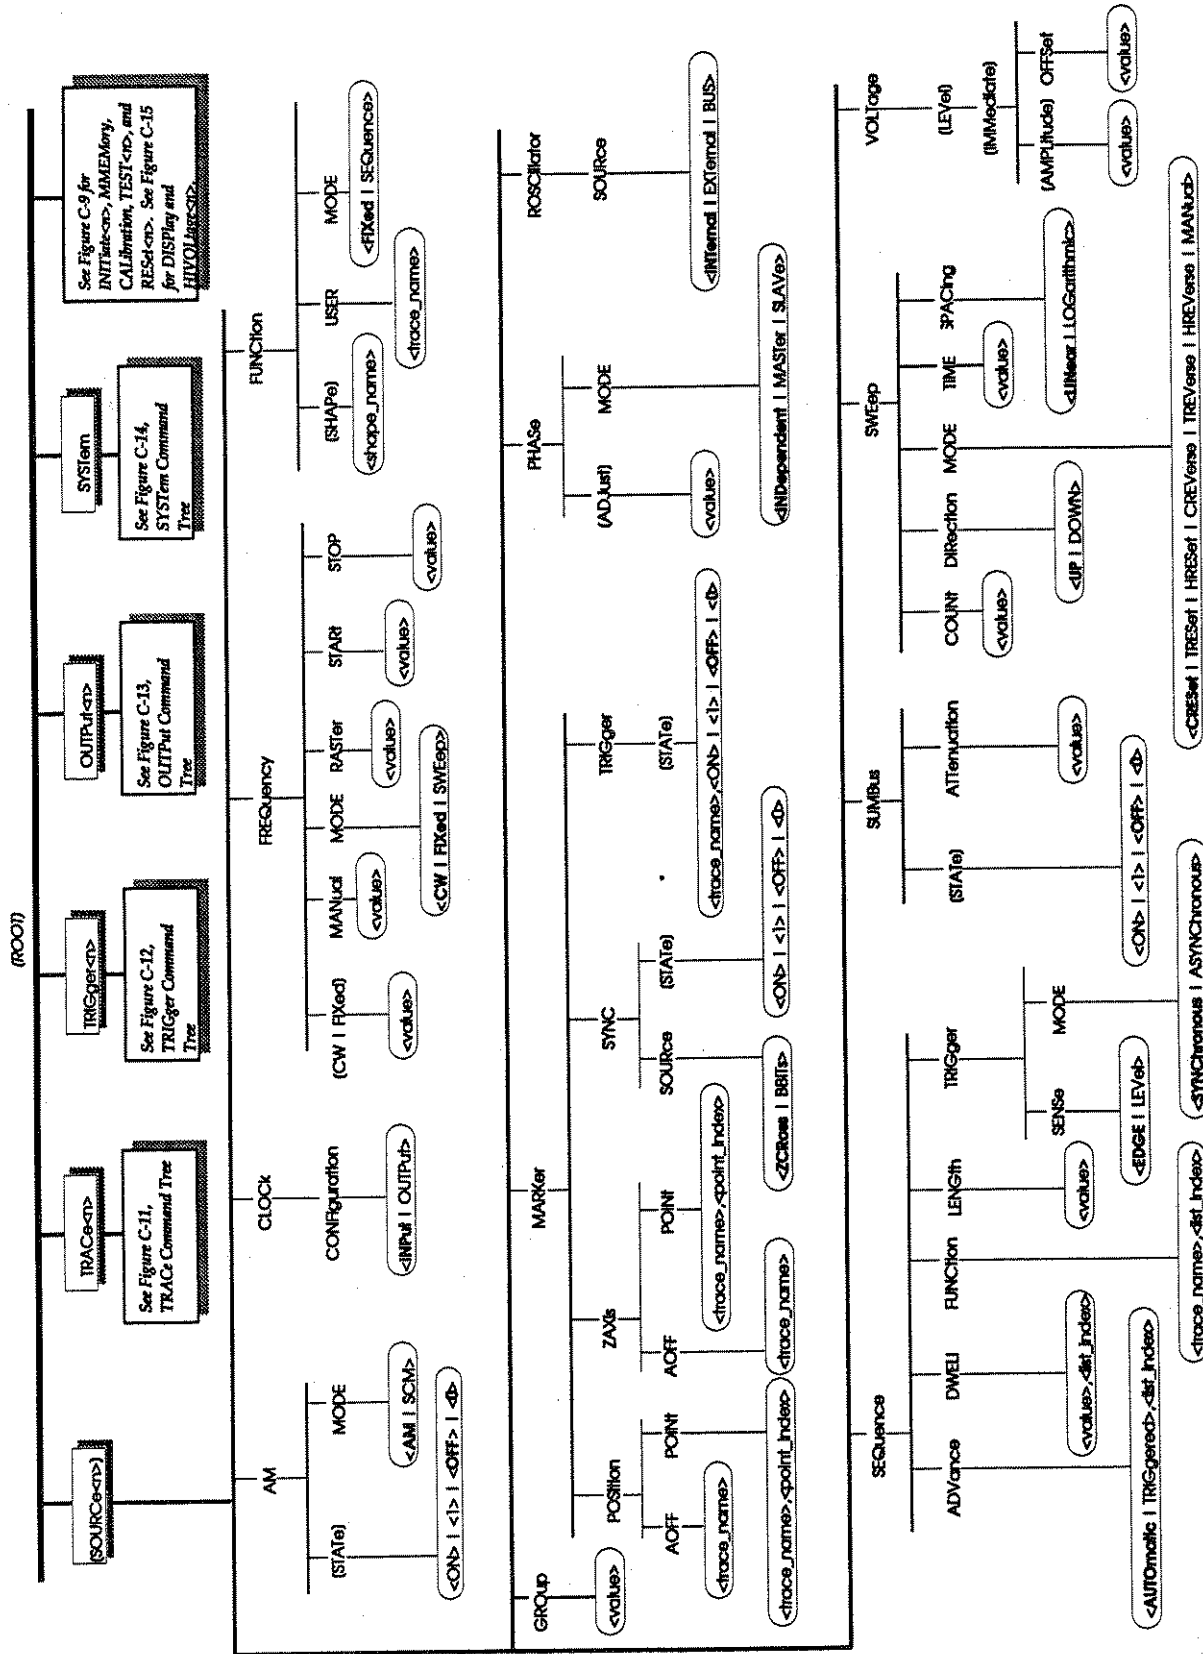 (ROOT)
(SOURCe<n>)
TRACe<n>
TRIGger<n>
OUTPut<n>
SYSTem
See Figure C-11,
TRACe Command Tree
See Figure C-12,
TRIGger Command
Tree
See Figure C-13,
OUTPut Command
Tree
See Figure C-14,
SYSTem Command
Tree
See Figure C-9 for
INITiate<n>, MMEMory,
CALibration, TEST<n>, and
RESet<n>. See Figure C-15
for DISPlay and
HIVOLtage<n>.
AM
CLOCk
FREQuency
FUNCtion
(STATe)
MODE
CONFIguration
(CW | FIXed)
MANual
MODE
RASTer
STARt
STOP
(SHAPe)
USER
MODE
<ON> | <1> | <OFF> | <0>
<AM | SCM>
<INPut | OUTPut>
<value>
<value>
<CW | FIXed | SWEep>
<value>
<value>
<value>
<shape_name>
<trace_name>
<FIXed | SEQuence>
GROup
MARKer
PHASe
ROSCillator
<value>
POSItion
ZAXIs
SYNC
TRIGger
(ADJust)
MODE
SOURce
AOFF
POINt
AOFF
POINt
SOURce
(STATe)
(STATe)
<trace_name>
<trace_name>,<point_index>
<trace_name>
<trace_name>,<point_index>
<ZCRoss | BBITs>
<ON> | <1> | <OFF> | <0>
<trace_name>,<ON> | <1> | <OFF> | <0>
<value>
<INDependent | MASTer | SLAVe>
<INTernal | EXTernal | BUS>
SEQuence
SUMBus
SWEep
VOLTage
ADVance
DWELl
FUNCtion
LENGth
TRIGger
(STATe)
ATTenuation
COUNt
DIRection
MODE
TIME
SPACing
(LEVel)
(IMMediate)
SENSe
MODE
(AMPLitude)
OFFSet
<AUTOmatic | TRIGgered>,<list_index>
<value>,<list_index>
<trace_name>,<list_index>
<value>
<EDGE | LEVel>
<SYNChronous | ASYNChronous>
<ON> | <1> | <OFF> | <0>
<value>
<value>
<UP | DOWN>
<CRESet | TRESet | HRESet | CREVerse | TREVerse | HREVerse | MANual>
<value>
<LINear | LOGarithmic>
<value>
<value>